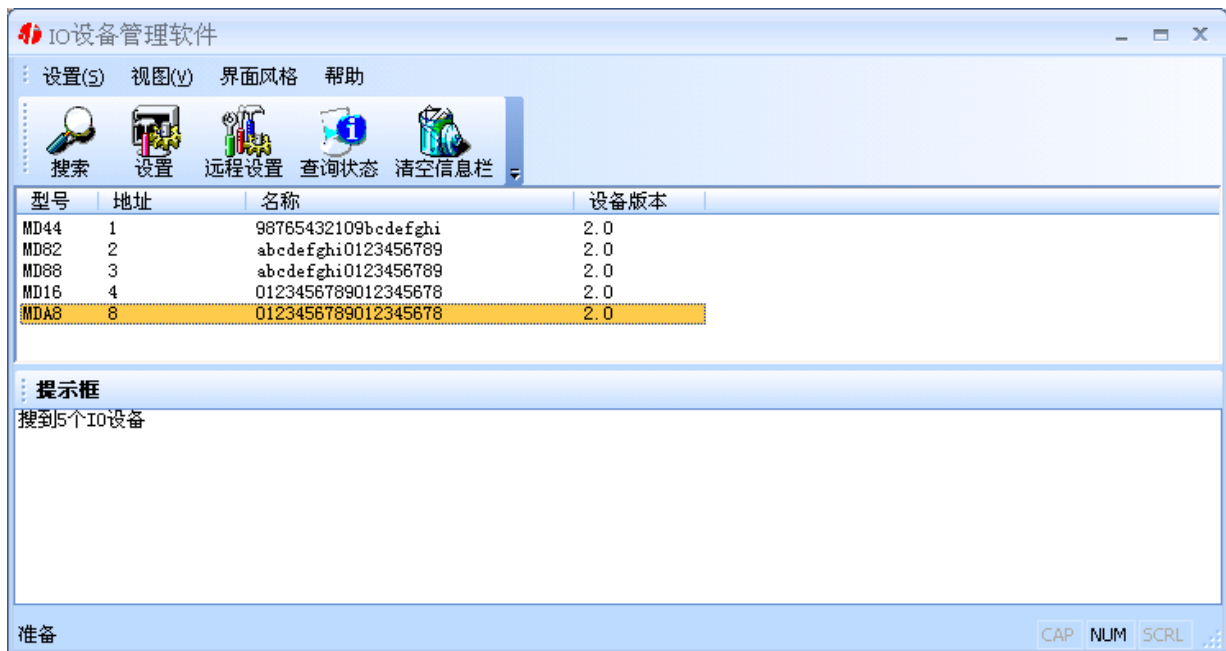 IO设备管理软件
设置(S) 视图(V) 界面风格 帮助
搜索 设置 远程设置 查询状态 清空信息栏
型号 地址 名称 设备版本
MD44 1 98765432109bcdefghi 2.0
MD82 2 abcdefghi0123456789 2.0
MD88 3 abcdefghi0123456789 2.0
MD16 4 0123456789012345678 2.0
MDA8 8 0123456789012345678 2.0
提示框
搜到5个IO设备
准备 CAP NUM SCRL